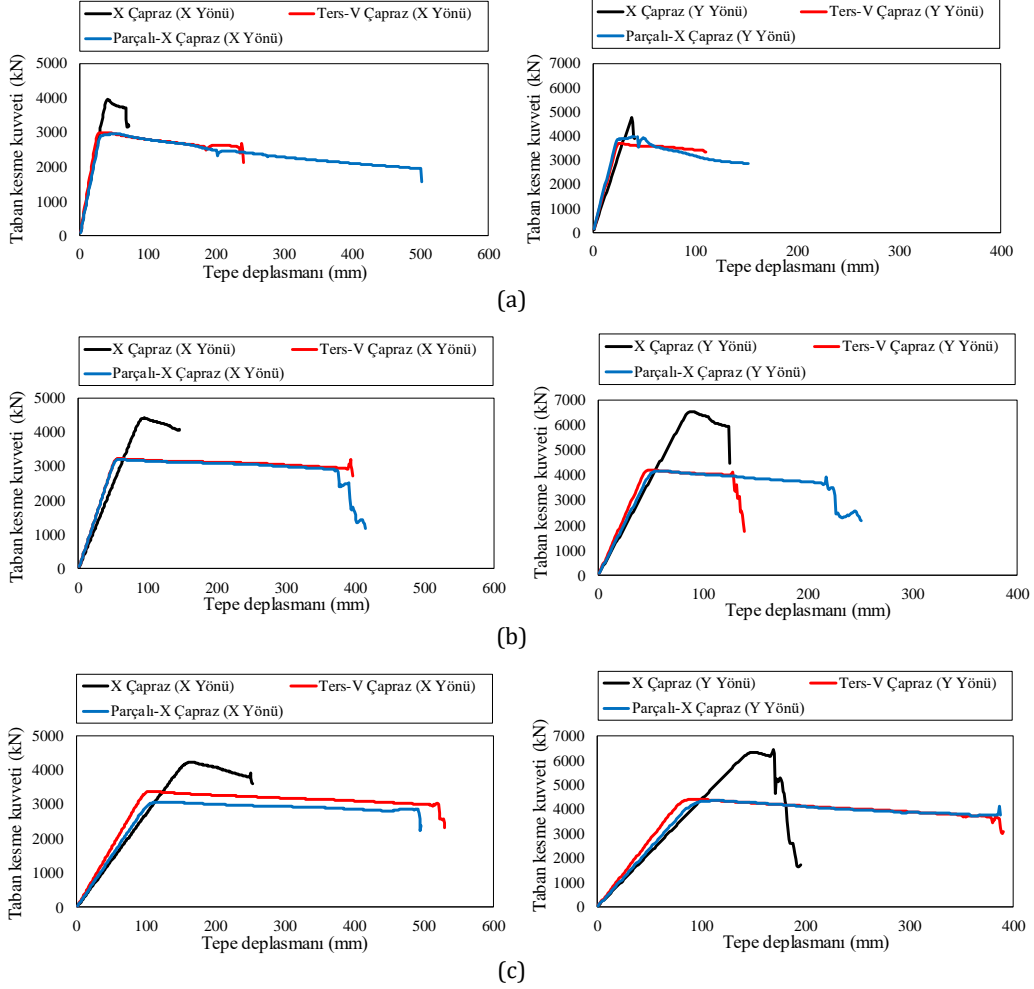 X Çapraz (X Yönü) Ters-V Çapraz (X Yönü)
Parçalı-X Çapraz (X Yönü)
Taban kesme kuvveti (kN)
5000
4000
3000
2000
1000
0
0 100 200 300 400 500 600
Tepe deplasmanı (mm)
X Çapraz (Y Yönü) Ters-V Çapraz (Y Yönü)
Parçalı-X Çapraz (Y Yönü)
Taban kesme kuvveti (kN)
7000
6000
5000
4000
3000
2000
1000
0
0 100 200 300 400
Tepe deplasmanı (mm)
(a)
X Çapraz (X Yönü) Ters-V Çapraz (X Yönü)
Parçalı-X Çapraz (X Yönü)
Taban kesme kuvveti (kN)
5000
4000
3000
2000
1000
0
0 100 200 300 400 500 600
Tepe deplasmanı (mm)
X Çapraz (Y Yönü) Ters-V Çapraz (Y Yönü)
Parçalı-X Çapraz (Y Yönü)
Taban kesme kuvveti (kN)
7000
6000
5000
4000
3000
2000
1000
0
0 100 200 300 400
Tepe deplasmanı (mm)
(b)
X Çapraz (X Yönü) Ters-V Çapraz (X Yönü)
Parçalı-X Çapraz (X Yönü)
Taban kesme kuvveti (kN)
5000
4000
3000
2000
1000
0
0 100 200 300 400 500 600
Tepe deplasmanı (mm)
X Çapraz (Y Yönü) Ters-V Çapraz (Y Yönü)
Parçalı-X Çapraz (Y Yönü)
Taban kesme kuvveti (kN)
7000
6000
5000
4000
3000
2000
1000
0
0 100 200 300 400
Tepe deplasmanı (mm)
(c)